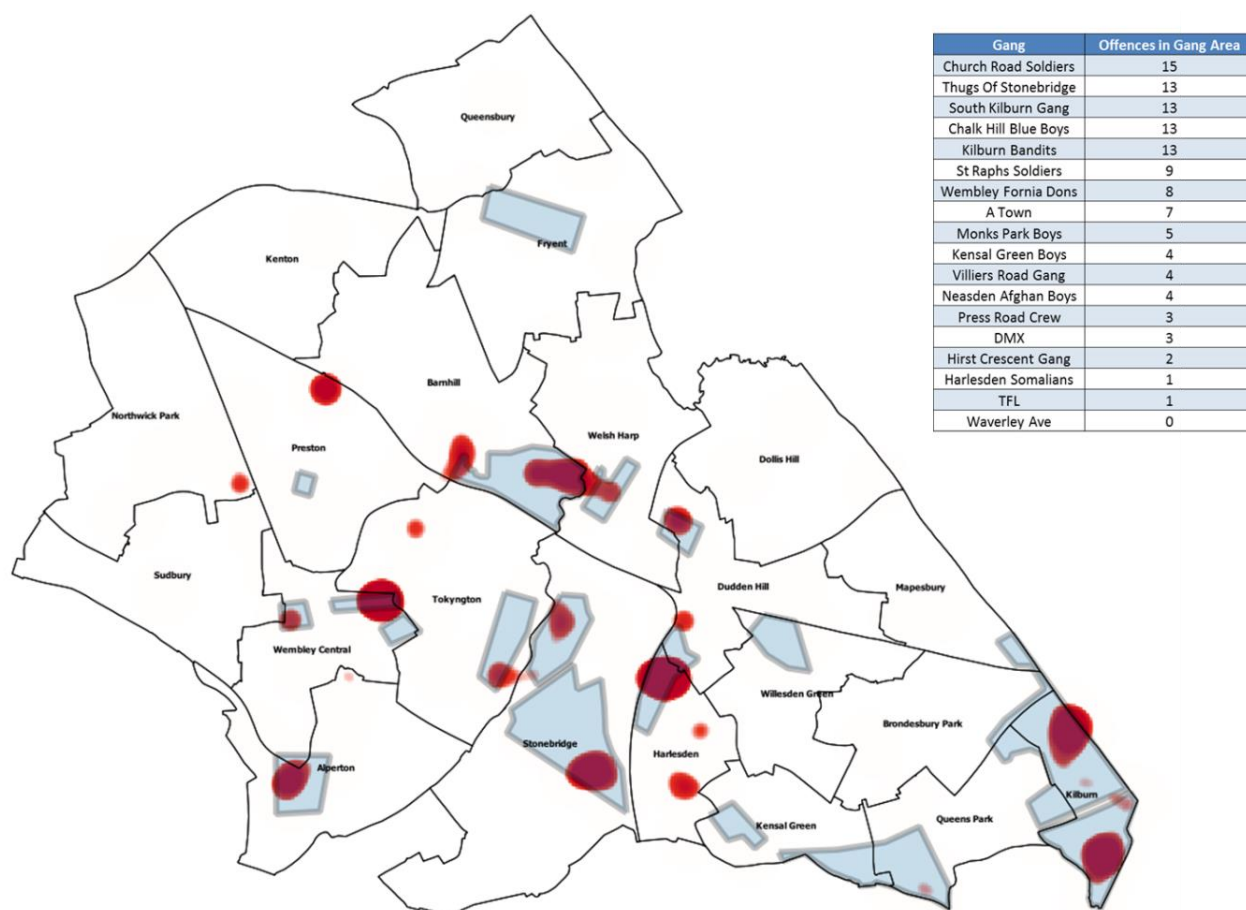 Gang Offences in Gang Area
Church Road Soldiers 15
Thugs Of Stonebridge 13
South Kilburn Gang 13
Chalk Hill Blue Boys 13
Kilburn Bandits 13
St Raphs Soldiers 9
Wembley Fornia Dons 8
A Town 7
Monks Park Boys 5
Kensal Green Boys 4
Villiers Road Gang 4
Neasden Afghan Boys 4
Press Road Crew 3
DMX 3
Hirst Crescent Gang 2
Harlesden Somalians 1
TFL 1
Waverley Ave 0
Queensbury
Fryent
Kenton
Barnhill
Northwick Park
Welsh Harp
Preston
Dollis Hill
Sudbury
Dudden Hill
Mapesbury
Tokyngton
Wembley Central
Willesden Green
Brondesbury Park
Stonebridge
Harlesden
Alperton
Kilburn
Queens Park
Kensal Green